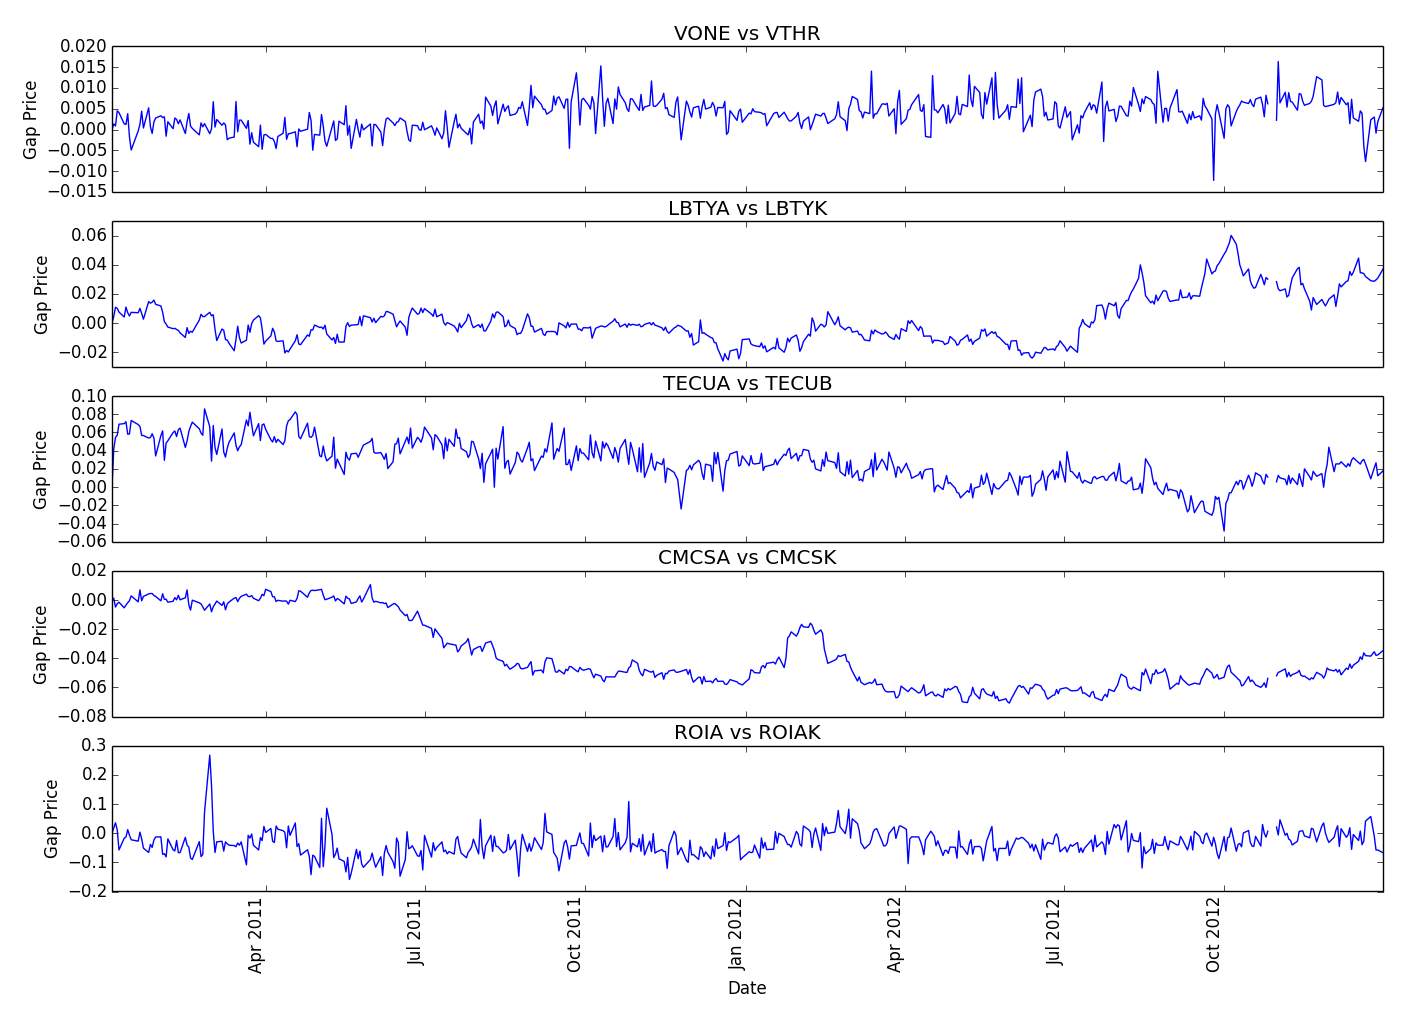 VONE vs VTHR
0.020
0.015
0.010
0.005
0.000
−0.005
−0.010
−0.015
Gap Price
LBTYA vs LBTYK
0.06
0.04
0.02
0.00
−0.02
Gap Price
TECUA vs TECUB
0.10
0.08
0.06
0.04
0.02
0.00
−0.02
−0.04
−0.06
Gap Price
CMCSA vs CMCSK
0.02
0.00
−0.02
−0.04
−0.06
−0.08
Gap Price
ROIA vs ROIAK
0.3
0.2
0.1
0.0
−0.1
−0.2
Gap Price
Apr 2011
Jul 2011
Oct 2011
Jan 2012
Apr 2012
Jul 2012
Oct 2012
Date